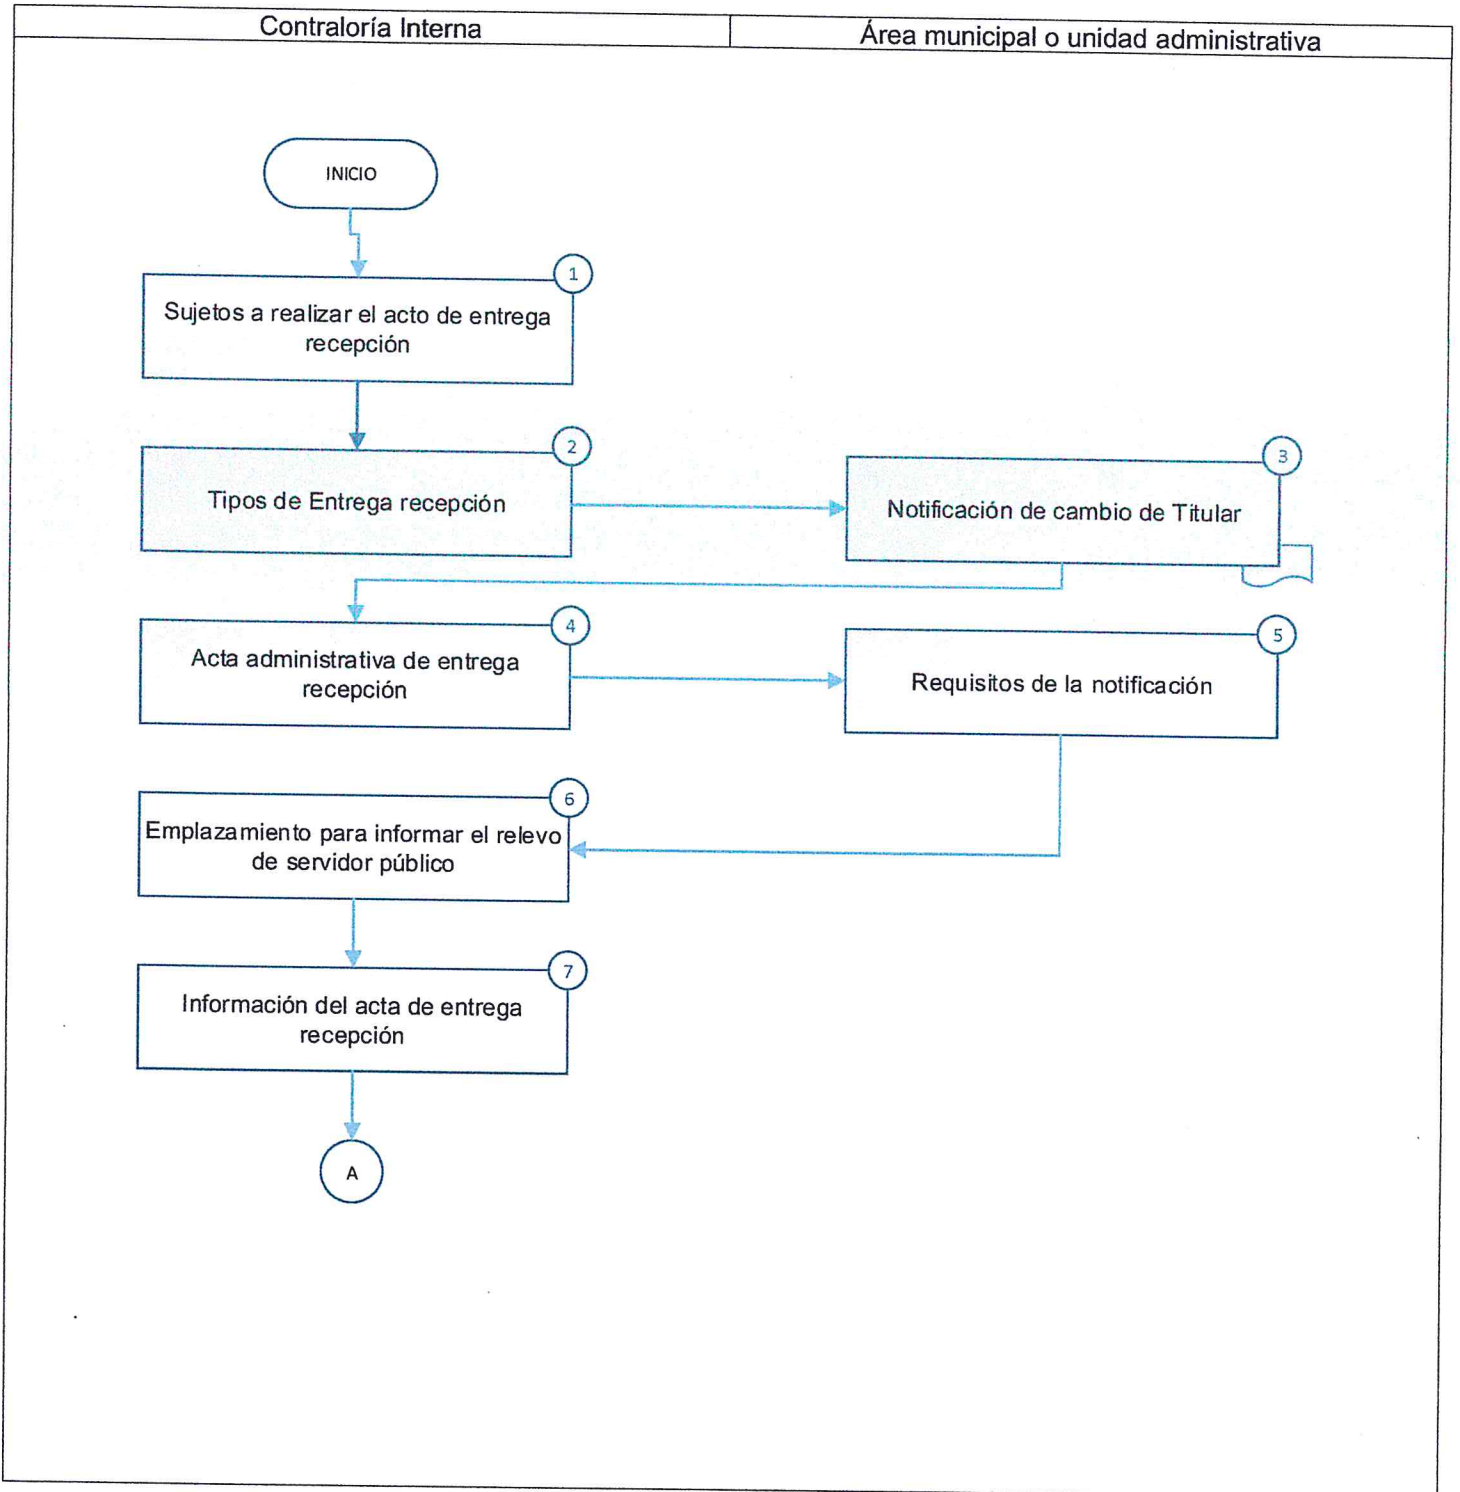 Contraloría Interna
Área municipal o unidad administrativa
INICIO
1
Sujetos a realizar el acto de entrega
recepción
2
Tipos de Entrega recepción
3
Notificación de cambio de Titular
4
Acta administrativa de entrega
recepción
5
Requisitos de la notificación
6
Emplazamiento para informar el relevo
de servidor público
7
Información del acta de entrega
recepción
A